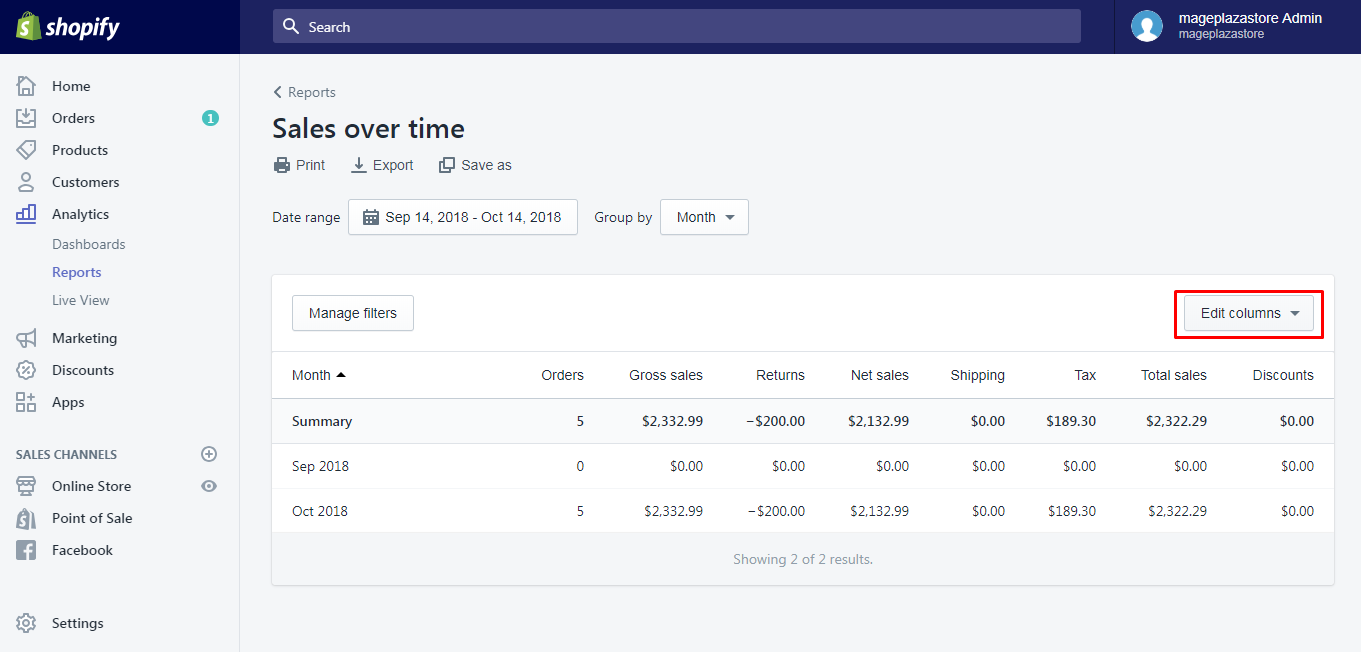 shopify
Search
mageplazastore Admin
mageplazastore
Home
Orders 1
Products
Customers
Analytics
Dashboards
Reports
Live View
Marketing
Discounts
Apps
SALES CHANNELS
Online Store
Point of Sale
Facebook
Settings
Reports
Sales over time
Print Export Save as
Date range Sep 14, 2018 - Oct 14, 2018 Group by Month
Manage filters Edit columns
Month Orders Gross sales Returns Net sales Shipping Tax Total sales Discounts
Summary 5 $2,332.99 −$200.00 $2,132.99 $0.00 $189.30 $2,322.29 $0.00
Sep 2018 0 $0.00 $0.00 $0.00 $0.00 $0.00 $0.00 $0.00
Oct 2018 5 $2,332.99 −$200.00 $2,132.99 $0.00 $189.30 $2,322.29 $0.00
Showing 2 of 2 results.